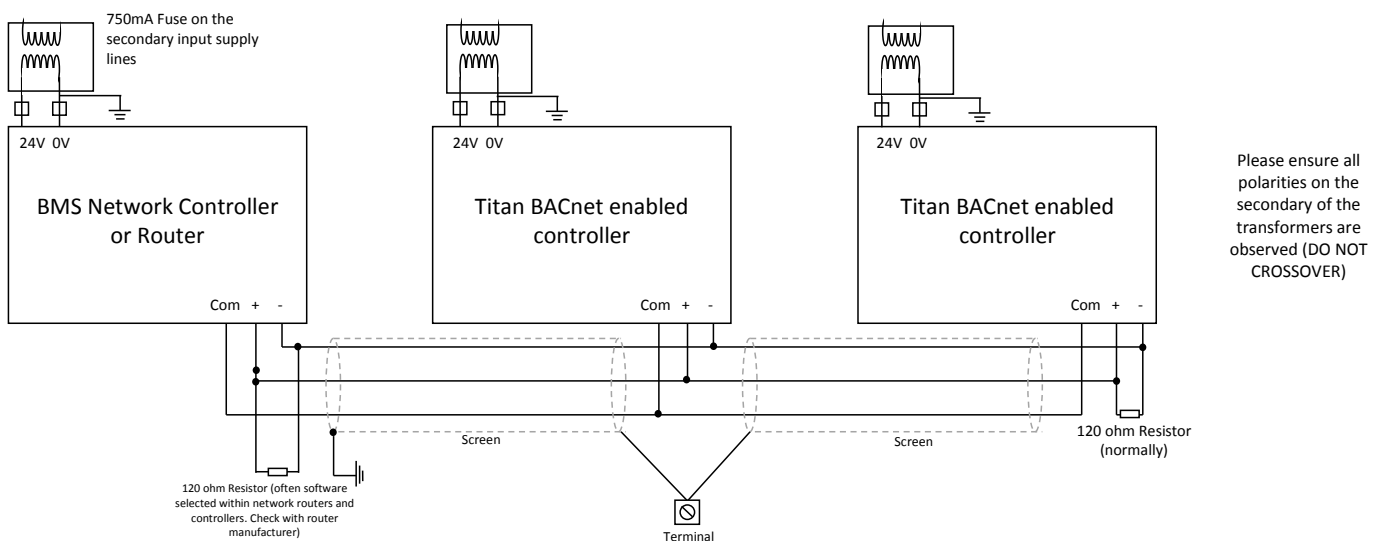 750mA Fuse on the
secondary input supply
lines
24V 0V
BMS Network Controller
or Router
Com + -
24V 0V
Titan BACnet enabled
controller
Com + -
24V 0V
Titan BACnet enabled
controller
Com + -
Please ensure all
polarities on the
secondary of the
transformers are
observed (DO NOT
CROSSOVER)
Screen
Screen
120 ohm Resistor
(normally)
120 ohm Resistor (often software
selected within network routers and
controllers. Check with router
manufacturer)
Terminal